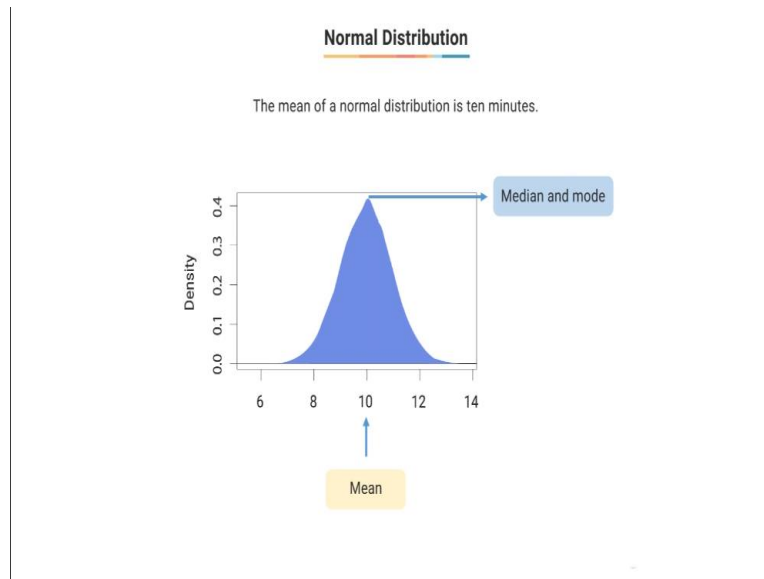 Normal Distribution
The mean of a normal distribution is ten minutes.
Median and mode
Density
0.4
0.3
0.2
0.1
0.0
6 8 10 12 14
Mean